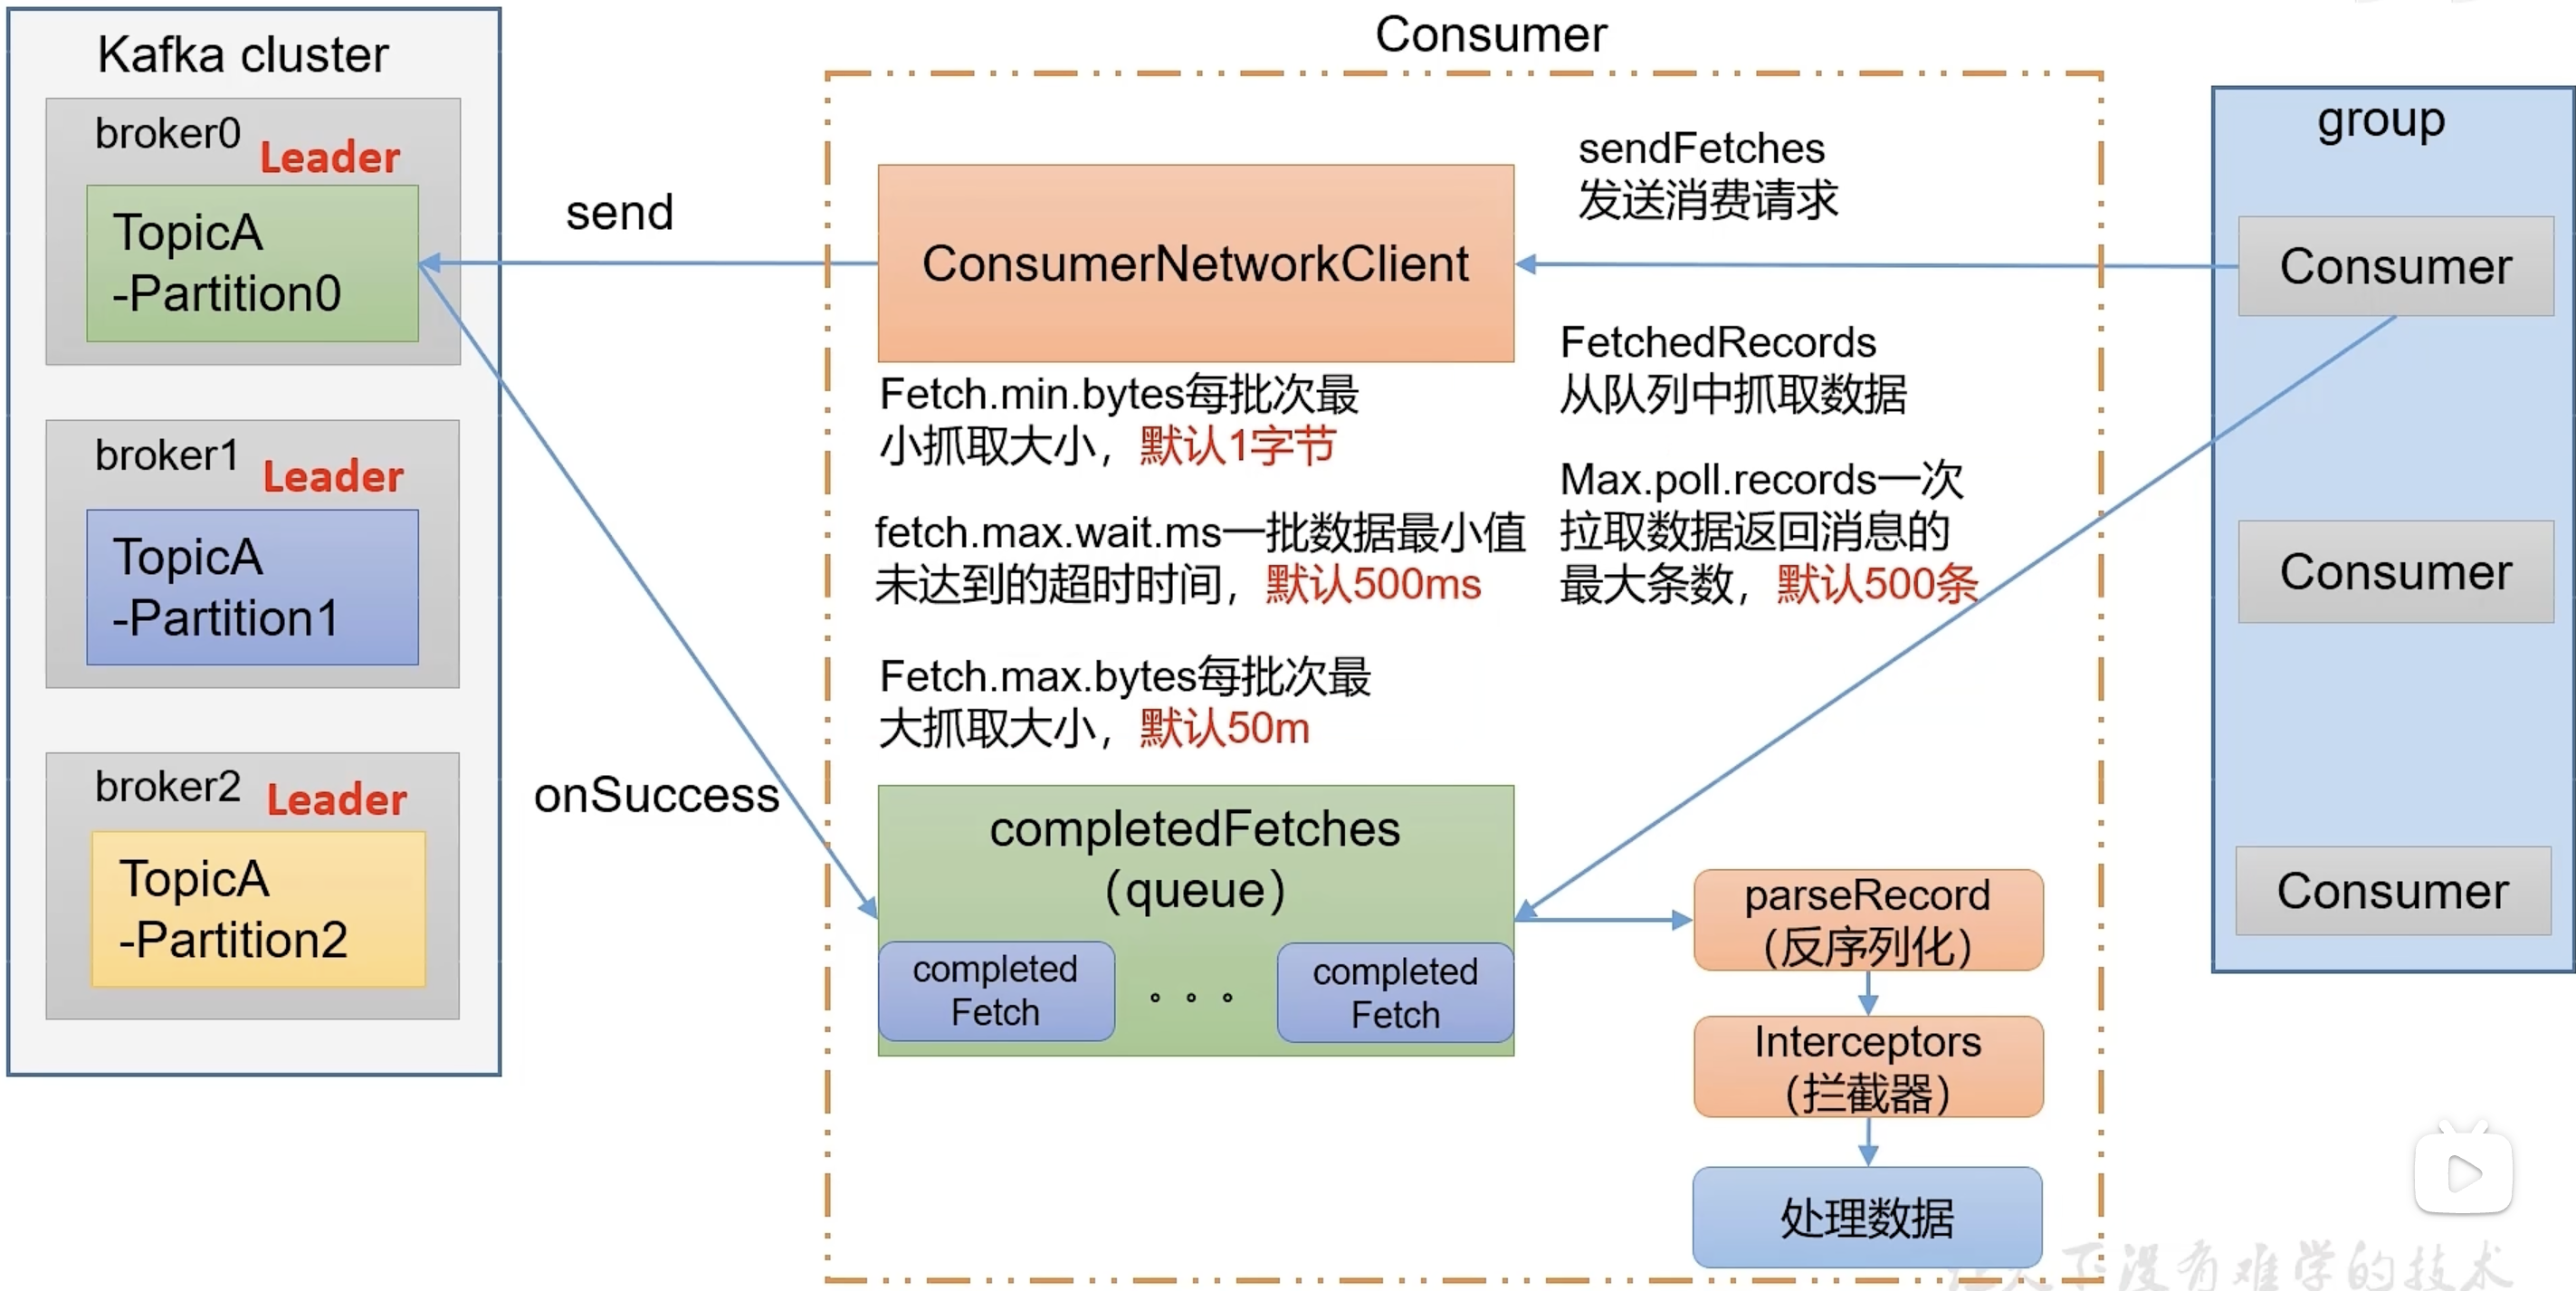 Kafka cluster
broker0
Leader
TopicA
-Partition0
broker1
Leader
TopicA
-Partition1
broker2
Leader
TopicA
-Partition2
send
onSuccess
Consumer
ConsumerNetworkClient
Fetch.min.bytes每批次最
小抓取大小，默认1字节
fetch.max.wait.ms一批数据最小值
未达到的超时时间，默认500ms
Fetch.max.bytes每批次最
大抓取大小，默认50m
completedFetches
(queue)
completed
Fetch
。。。
completed
Fetch
sendFetches
发送消费请求
FetchedRecords
从队列中抓取数据
Max.poll.records一次
拉取数据返回消息的
最大条数，默认500条
parseRecord
（反序列化）
Interceptors
（拦截器）
处理数据
group
Consumer
Consumer
Consumer
天下没有难学的技术